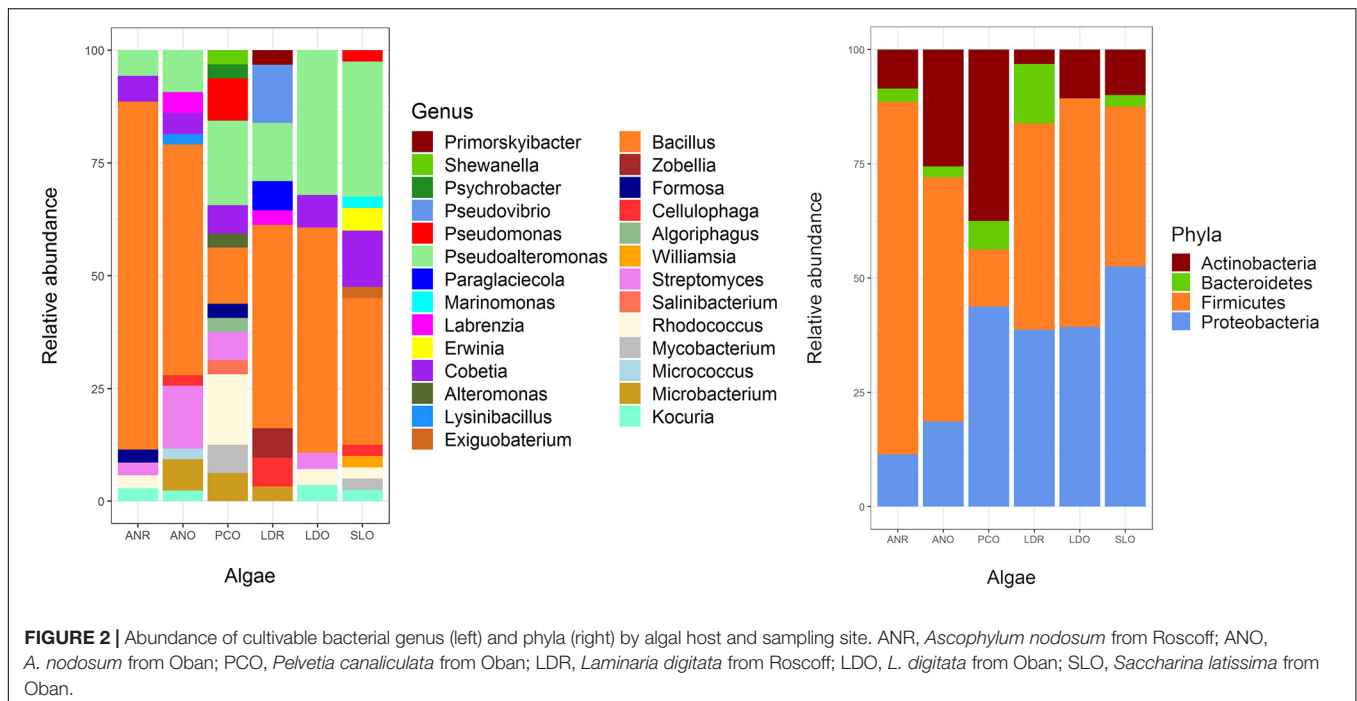 100
75
50
25
0
Relative abundance
ANR ANO PCO LDR LDO SLO
Algae
Genus
Primorskyibacter
Shewanella
Psychrobacter
Pseudovibrio
Pseudomonas
Pseudoalteromonas
Paraglaciecola
Marinomonas
Labrenzia
Erwinia
Cobetia
Alteromonas
Lysinibacillus
Exiguobaterium
Bacillus
Zobellia
Formosa
Cellulophaga
Algoriphagus
Williamsia
Streptomyces
Salinibacterium
Rhodococcus
Mycobacterium
Micrococcus
Microbacterium
Kocuria
100
75
50
25
0
Relative abundance
ANR ANO PCO LDR LDO SLO
Algae
Phyla
Actinobacteria
Bacteroidetes
Firmicutes
Proteobacteria
FIGURE 2 | Abundance of cultivable bacterial genus (left) and phyla (right) by algal host and sampling site. ANR, Ascophylum nodosum from Roscoff; ANO,
A. nodosum from Oban; PCO, Pelvetia canaliculata from Oban; LDR, Laminaria digitata from Roscoff; LDO, L. digitata from Oban; SLO, Saccharina latissima from
Oban.